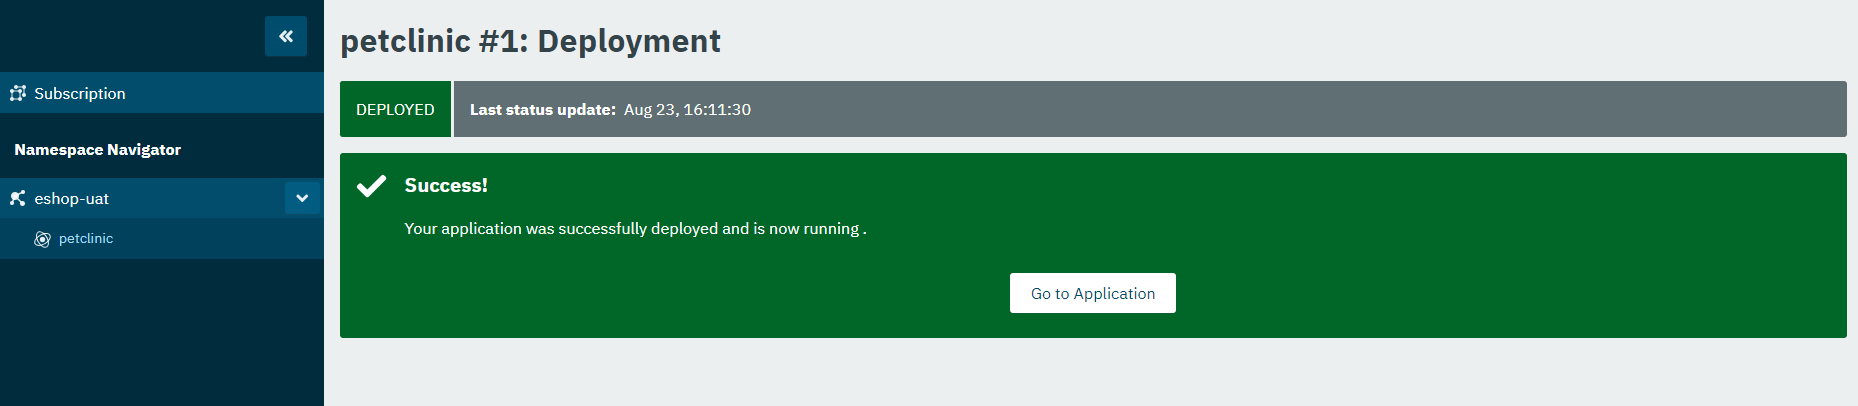 Subscription
Namespace Navigator
eshop-uat
petclinic
petclinic #1: Deployment
DEPLOYED
Last status update: Aug 23, 16:11:30
Success!
Your application was successfully deployed and is now running .
Go to Application